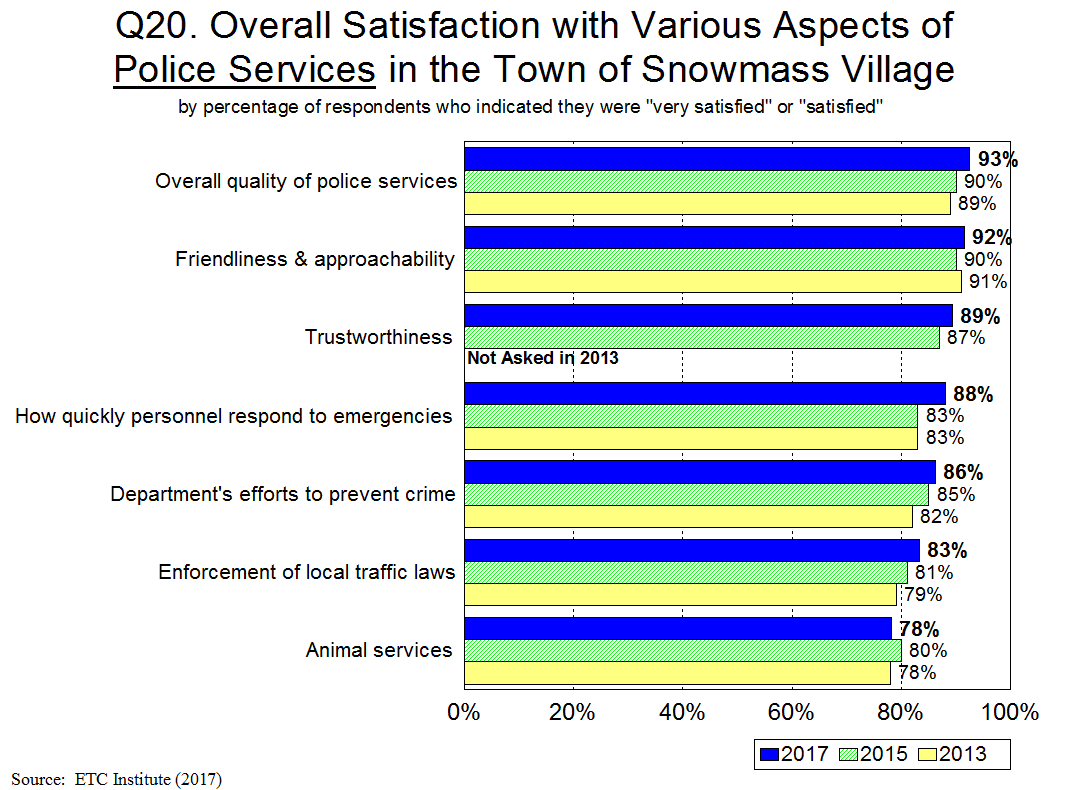 Q20. Overall Satisfaction with Various Aspects of
Police Services in the Town of Snowmass Village
by percentage of respondents who indicated they were "very satisfied" or "satisfied"
Overall quality of police services
93%
90%
89%
Friendliness & approachability
92%
90%
91%
Trustworthiness
89%
87%
Not Asked in 2013
How quickly personnel respond to emergencies
88%
83%
83%
Department's efforts to prevent crime
86%
85%
82%
Enforcement of local traffic laws
83%
81%
79%
Animal services
78%
80%
78%
0% 20% 40% 60% 80% 100%
2017 2015 2013
Source: ETC Institute (2017)